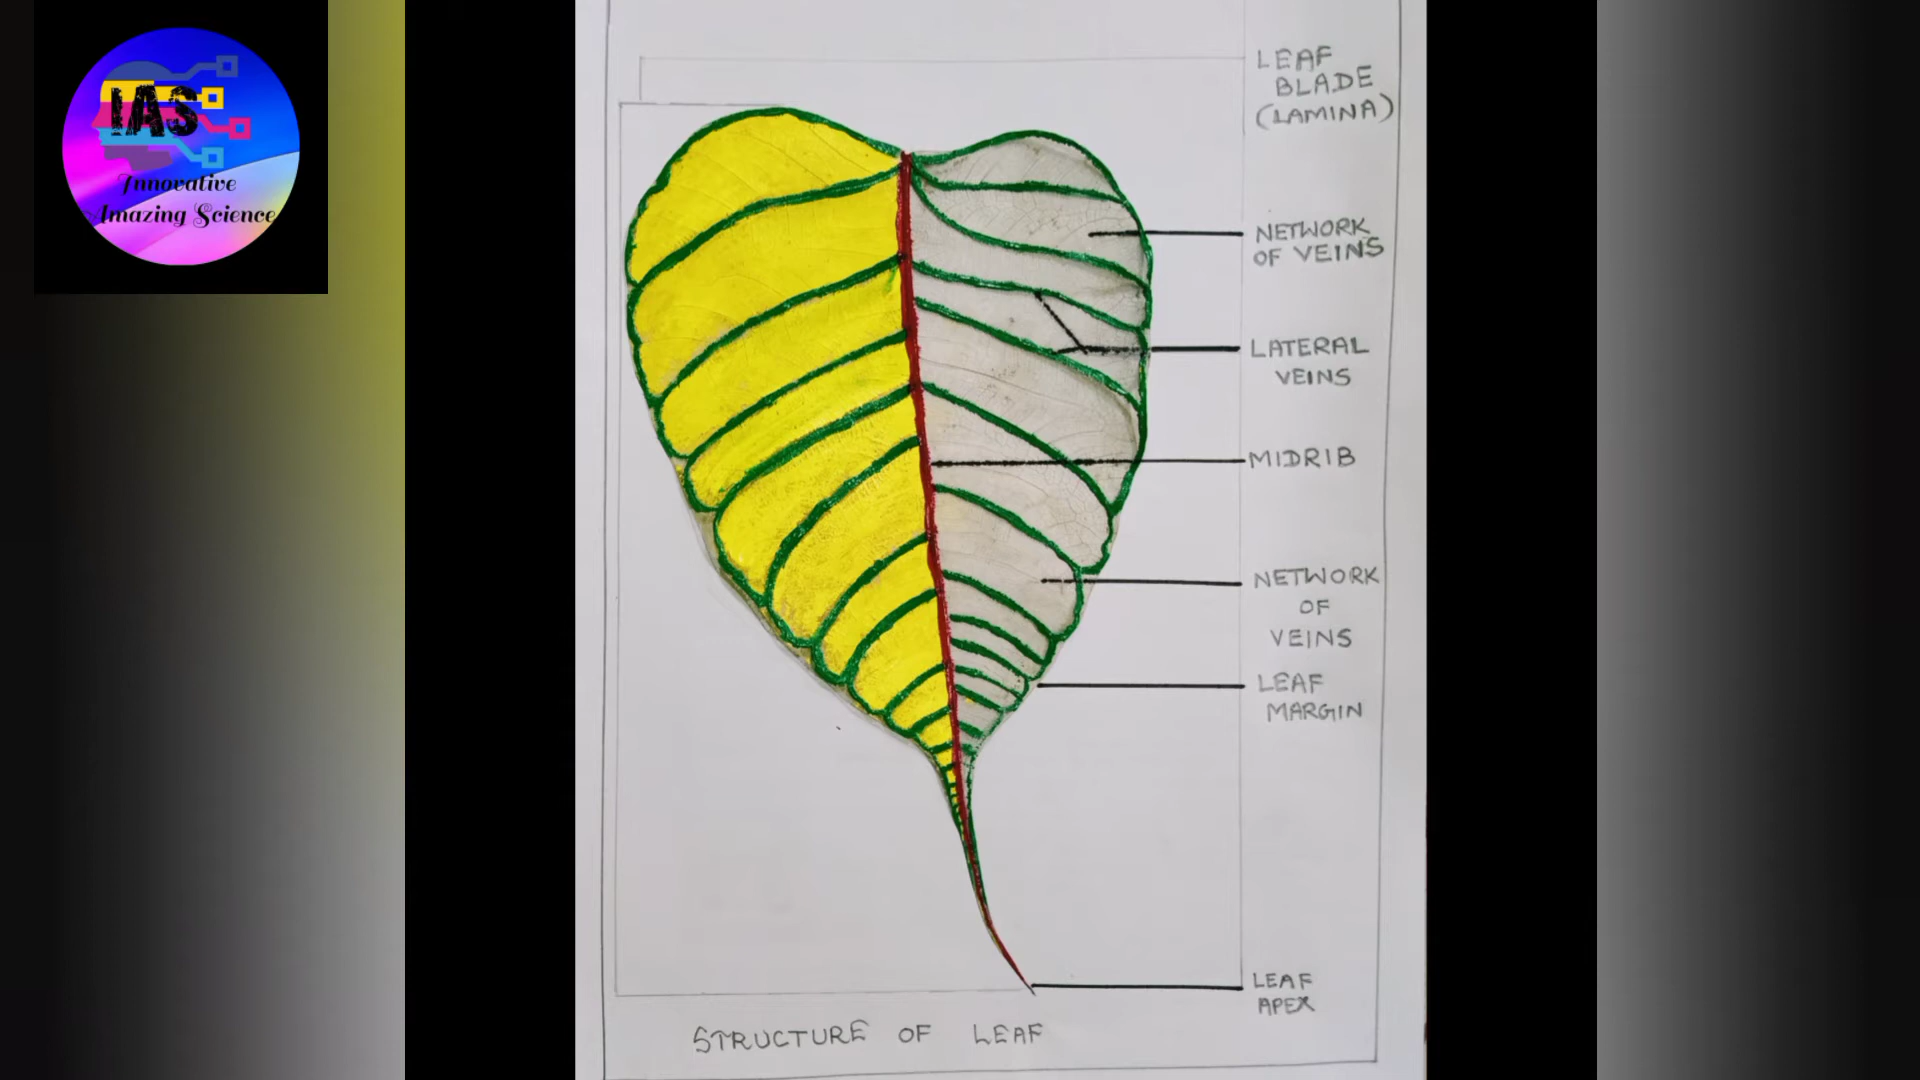 IAS
Innovative
Amazing Science
LEAF
BLADE
(LAMINA)
NETWORK
OF VEINS
LATERAL
VEINS
MIDRIB
NETWORK
OF
VEINS
LEAF
MARGIN
LEAF
APEX
STRUCTURE OF LEAF